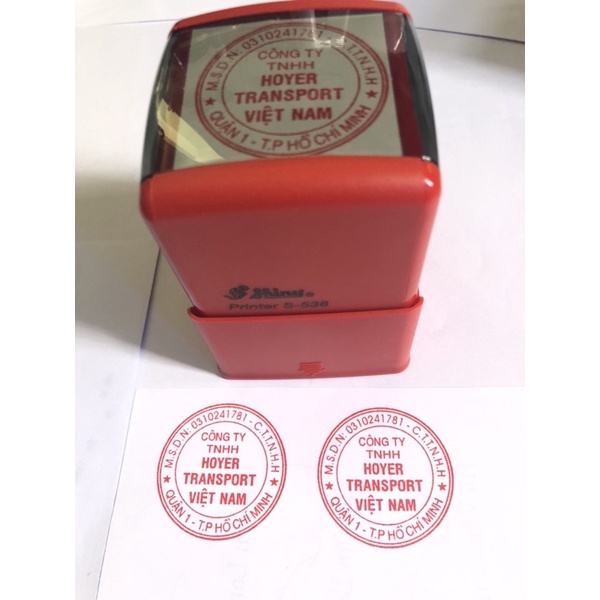 M.S.D.N: 0310241781 - C.T.T.N.H.H
CÔNG TY
TNHH
HOYER
TRANSPORT
VIỆT NAM
★ QUẬN 1 - T.P HỒ CHÍ MINH ★
Shiny®
Printer S-538
M.S.D.N: 0310241781 - C.T.T.N.H.H
CÔNG TY
TNHH
HOYER
TRANSPORT
VIỆT NAM
★ QUẬN 1 - T.P HỒ CHÍ MINH ★
M.S.D.N: 0310241781 - C.T.T.N.H.H
CÔNG TY
TNHH
HOYER
TRANSPORT
VIỆT NAM
★ QUẬN 1 - T.P HỒ CHÍ MINH ★